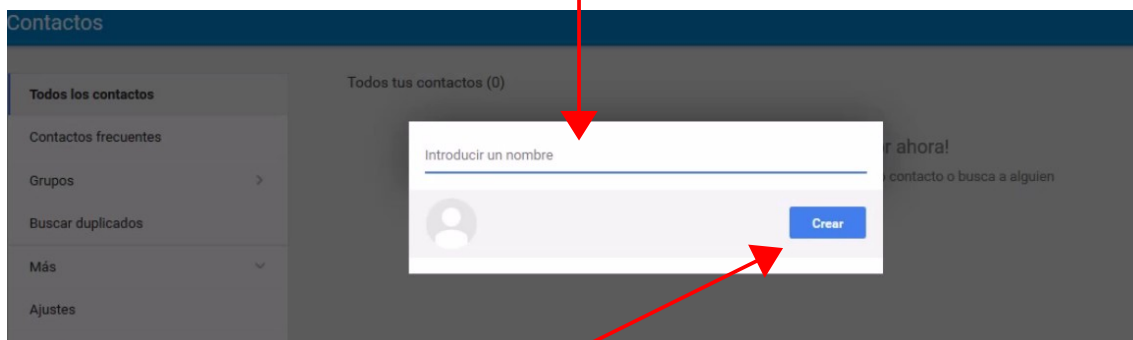 Contactos
Todos los contactos
Contactos frecuentes
Grupos
Buscar duplicados
Más
Ajustes
Todos tus contactos (0)
Introducir un nombre
Crear
r ahora!
contacto o busca a alguien